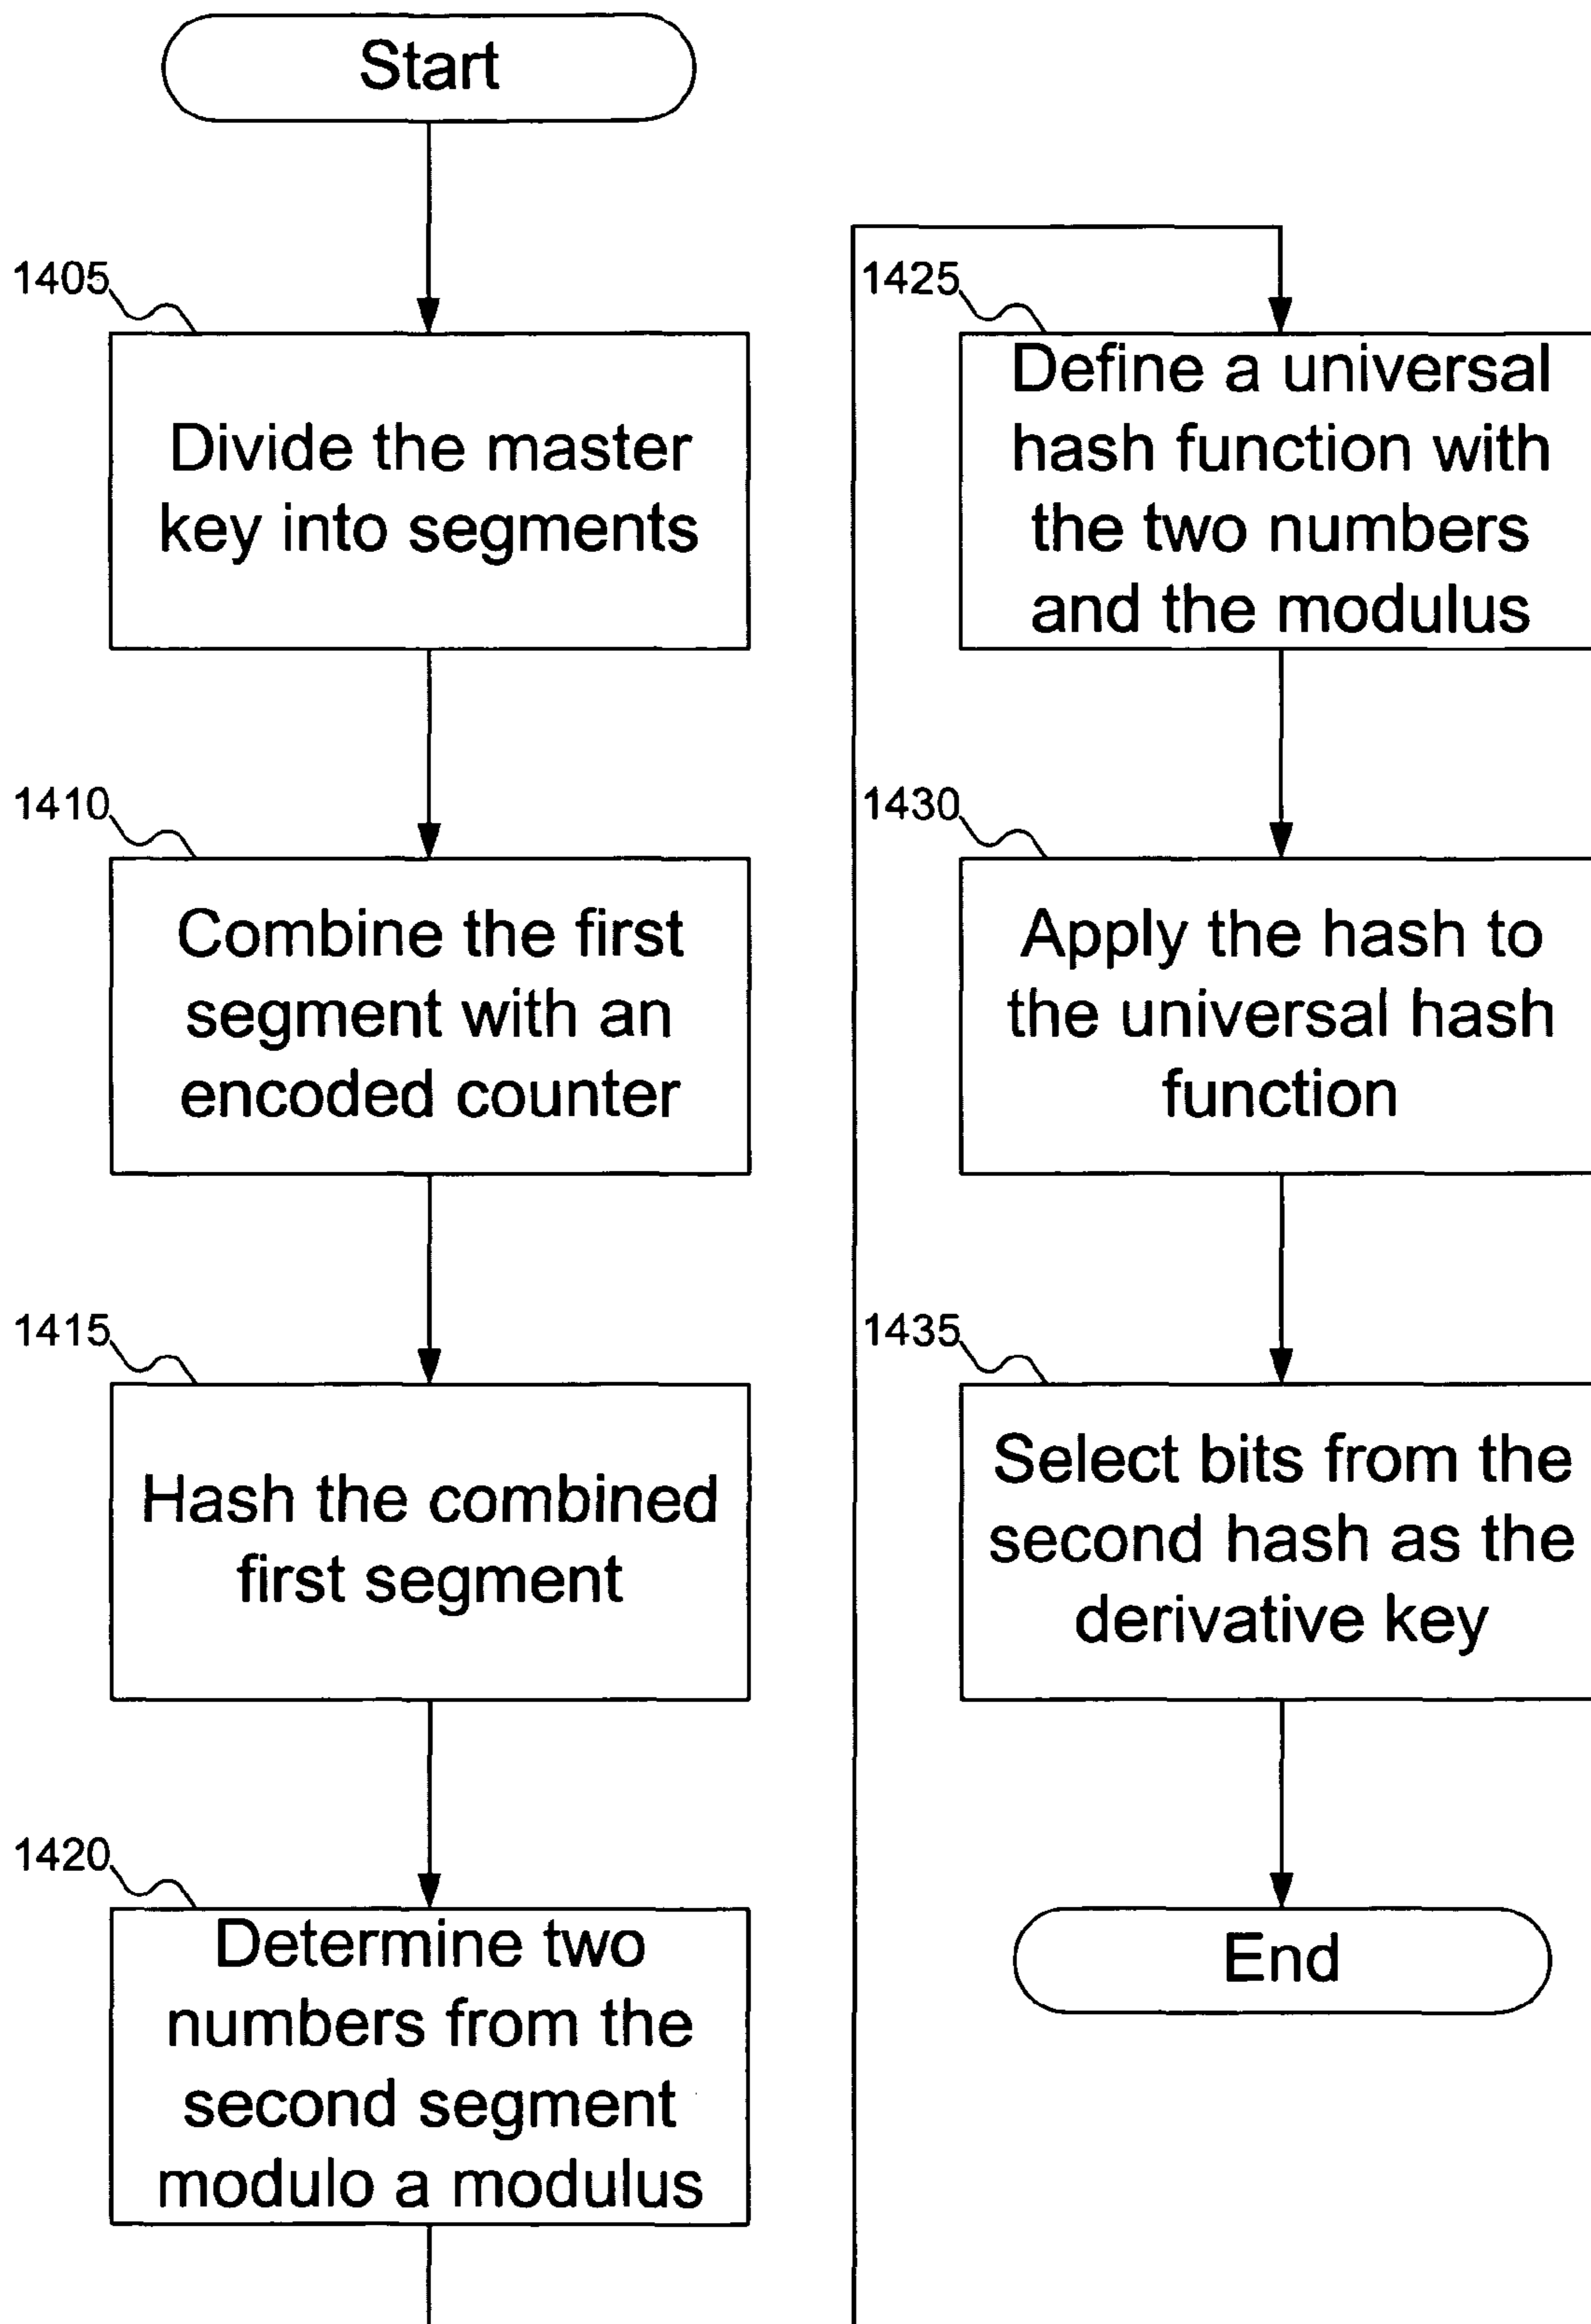 Start
1405
Divide the master
key into segments
1410
Combine the first
segment with an
encoded counter
1415
Hash the combined
first segment
1420
Determine two
numbers from the
second segment
modulo a modulus
1425
Define a universal
hash function with
the two numbers
and the modulus
1430
Apply the hash to
the universal hash
function
1435
Select bits from the
second hash as the
derivative key
End